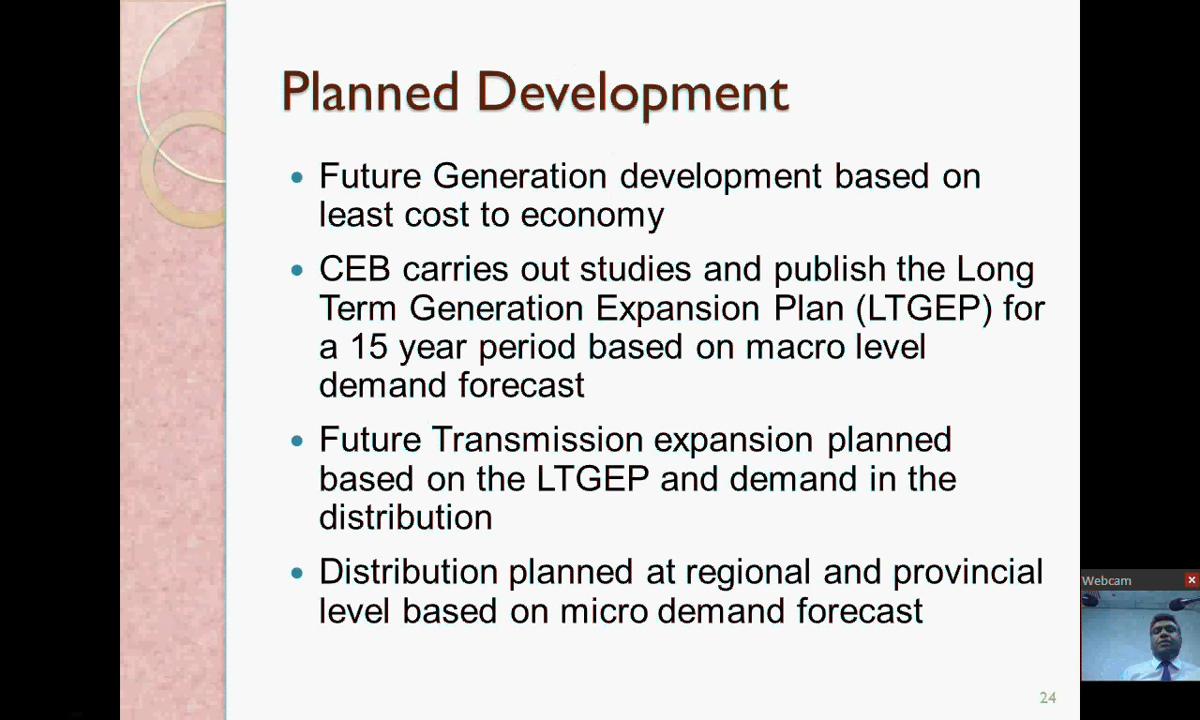 Planned Development
• Future Generation development based on
least cost to economy
• CEB carries out studies and publish the Long
Term Generation Expansion Plan (LTGEP) for
a 15 year period based on macro level
demand forecast
• Future Transmission expansion planned
based on the LTGEP and demand in the
distribution
• Distribution planned at regional and provincial
level based on micro demand forecast
Webcam
24